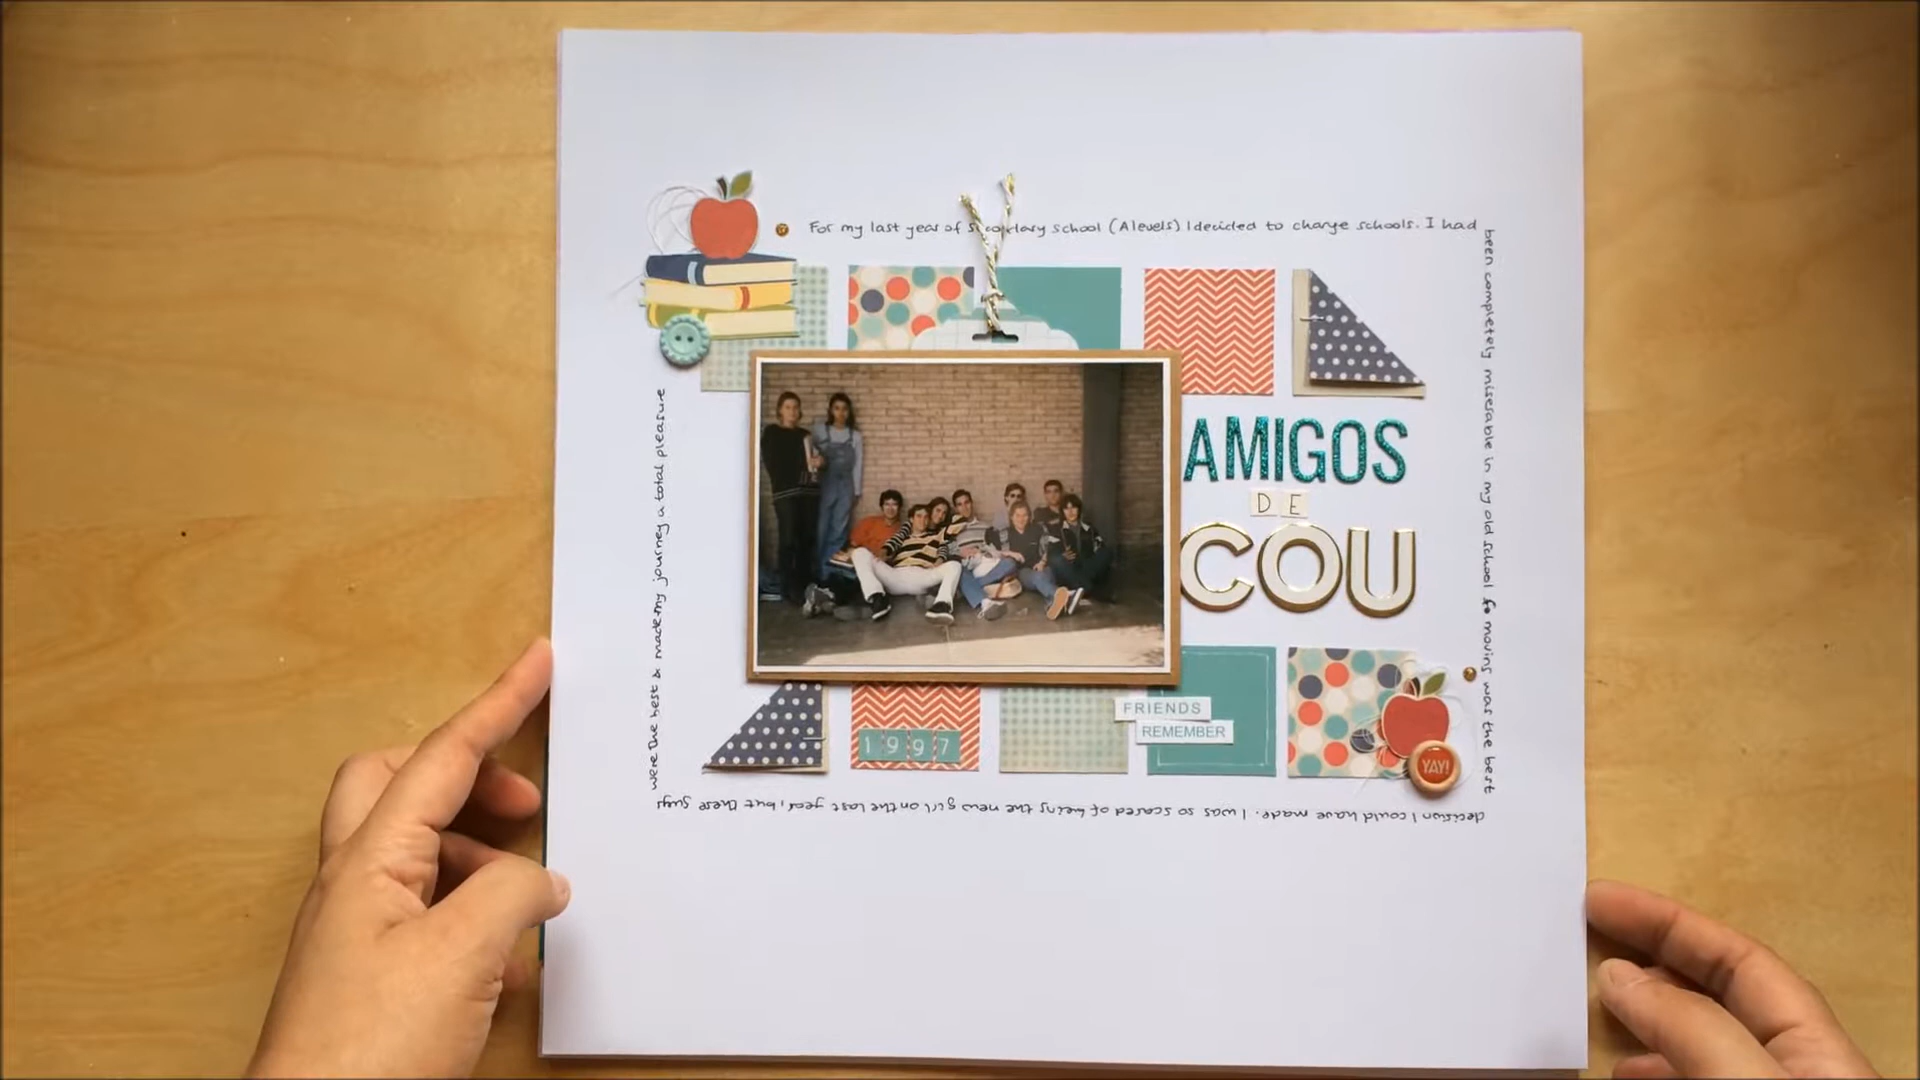 For my last year of secondary school (A levels) I decided to change schools. I had
been completely miserable in my old school & moving was the best
decision I could have made. I was so scared of being the new girl on the last year, but these guys
were the best & made my journey a total pleasure
AMIGOS
DE
COU
FRIENDS
REMEMBER
1997
YAY!